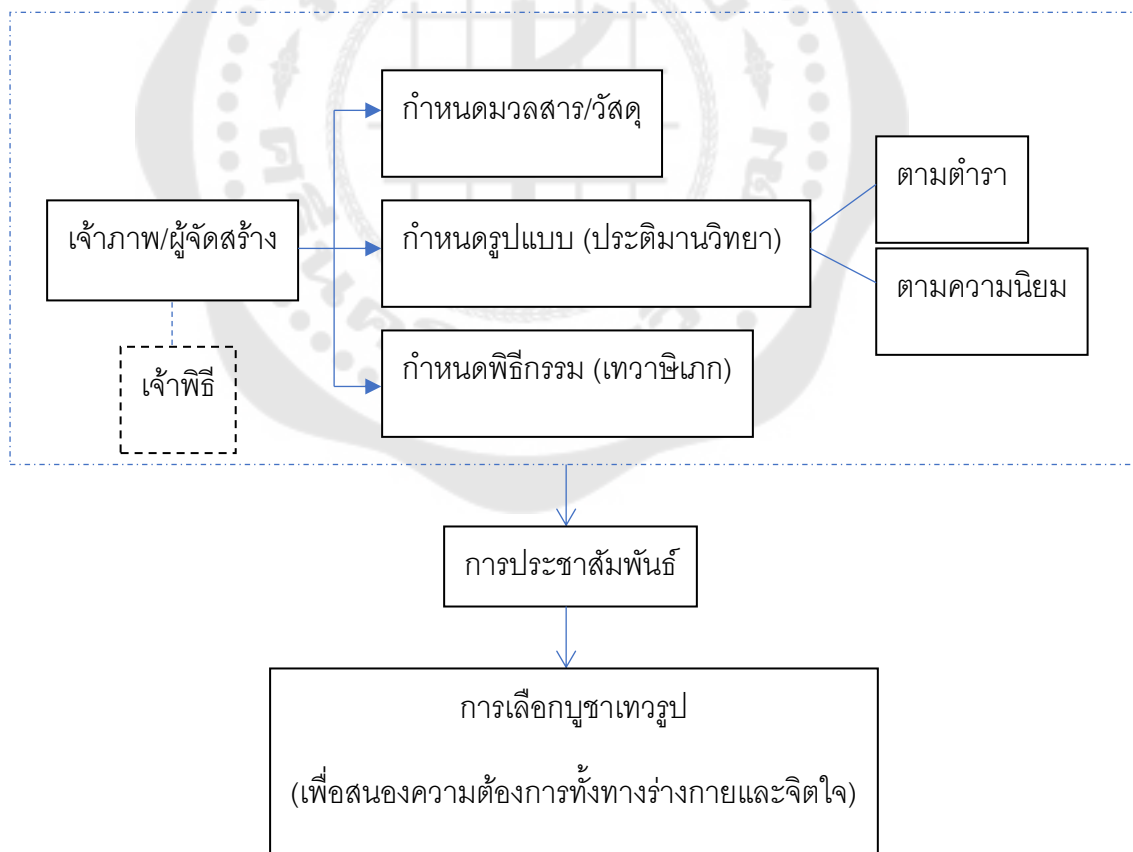 กำหนดมวลสาร/วัสดุ
ตามตำรา
เจ้าภาพ/ผู้จัดสร้าง
กำหนดรูปแบบ (ประติมานวิทยา)
ตามความนิยม
กำหนดพิธีกรรม (เทวาษิเภก)
เจ้าพิธี
การประชาสัมพันธ์
การเลือกบูชาเทวรูป
(เพื่อสนองความต้องการทั้งทางร่างกายและจิตใจ)